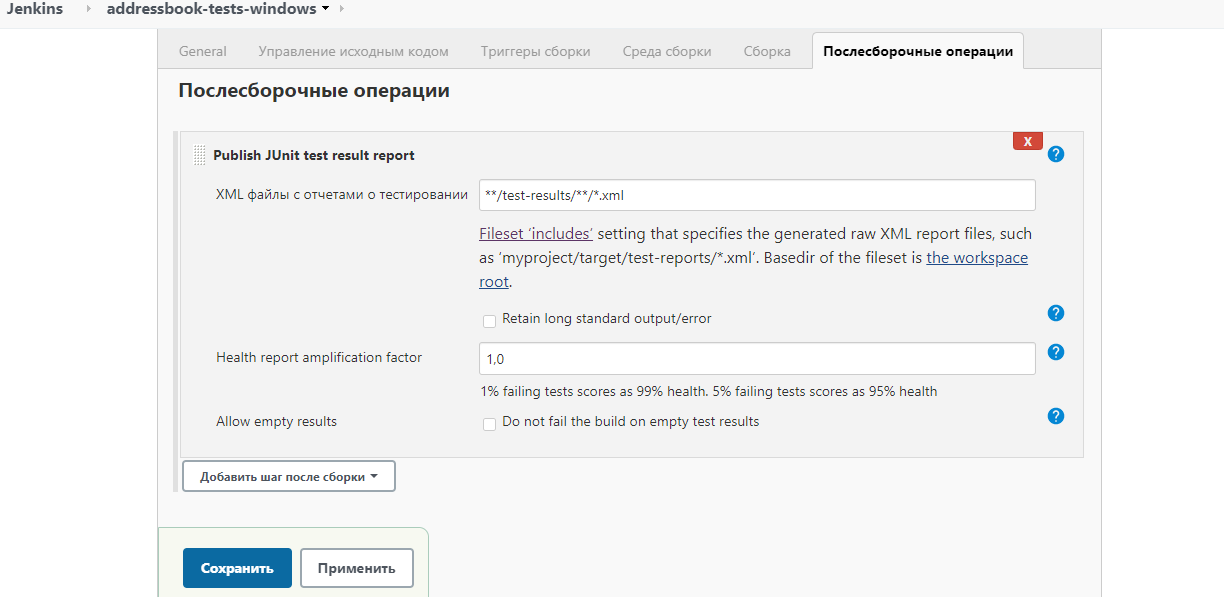 Jenkins addressbook-tests-windows
General Управление исходным кодом Триггеры сборки Среда сборки Сборка Послесборочные операции
Послесборочные операции
X
Publish JUnit test result report ?
XML файлы с отчетами о тестировании **/test-results/**/*.xml
Fileset ‘includes’ setting that specifies the generated raw XML report files, such
as ‘myproject/target/test-reports/*.xml’. Basedir of the fileset is the workspace
root.
Retain long standard output/error ?
Health report amplification factor 1,0 ?
1% failing tests scores as 99% health. 5% failing tests scores as 95% health
Allow empty results Do not fail the build on empty test results ?
Добавить шаг после сборки
Сохранить Применить